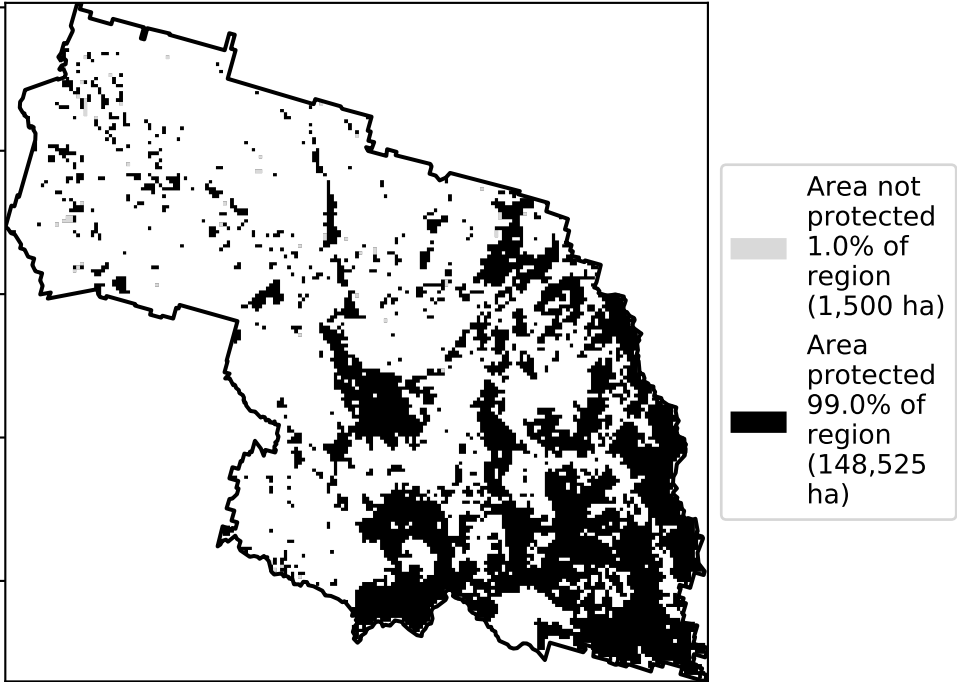 Area not
protected
1.0% of
region
(1,500 ha)
Area
protected
99.0% of
region
(148,525
ha)